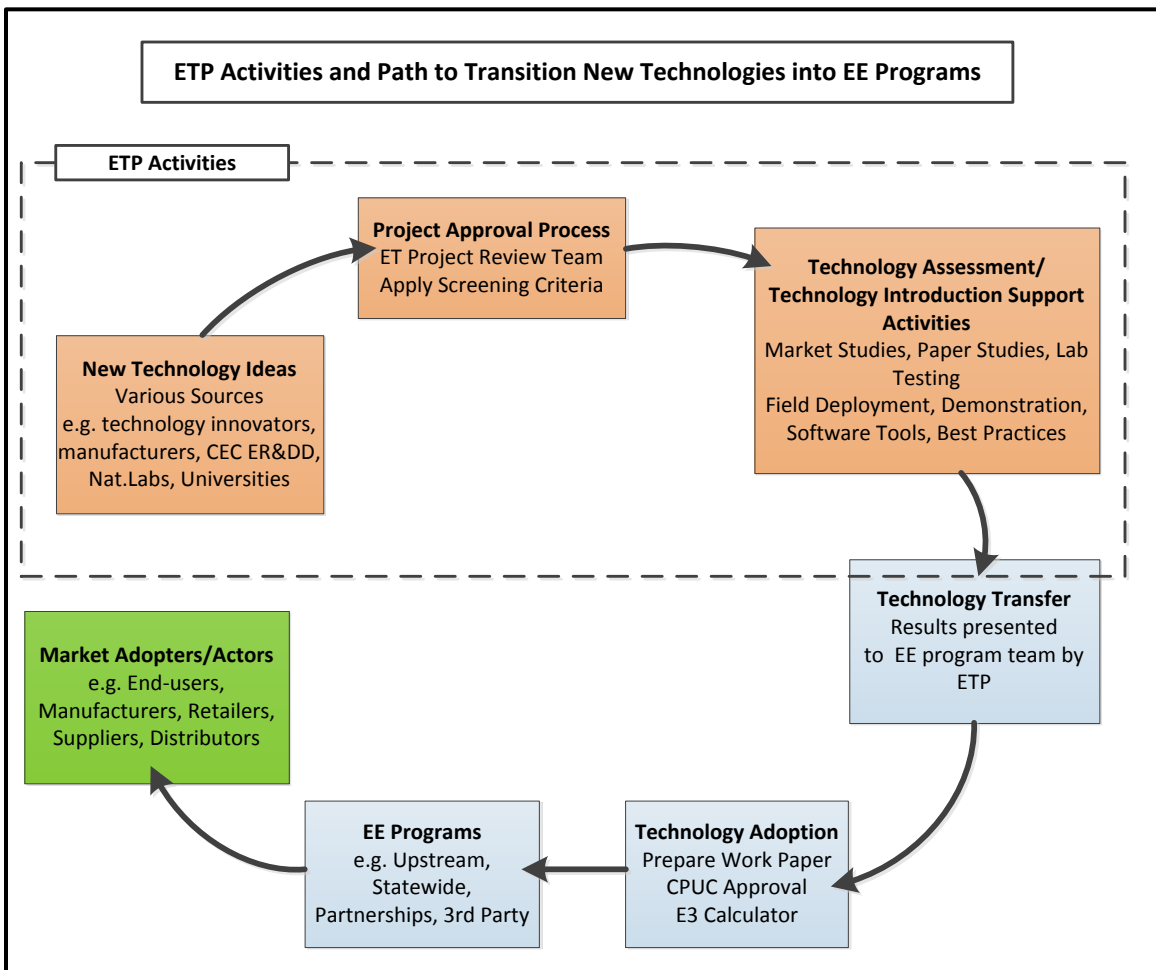 ETP Activities and Path to Transition New Technologies into EE Programs
ETP Activities
New Technology Ideas
Various Sources
e.g. technology innovators,
manufacturers, CEC ER&DD,
Nat.Labs, Universities
Project Approval Process
ET Project Review Team
Apply Screening Criteria
Technology Assessment/
Technology Introduction Support
Activities
Market Studies, Paper Studies, Lab
Testing
Field Deployment, Demonstration,
Software Tools, Best Practices
Technology Transfer
Results presented
to EE program team by
ETP
Technology Adoption
Prepare Work Paper
CPUC Approval
E3 Calculator
EE Programs
e.g. Upstream,
Statewide,
Partnerships, 3rd Party
Market Adopters/Actors
e.g. End-users,
Manufacturers, Retailers,
Suppliers, Distributors